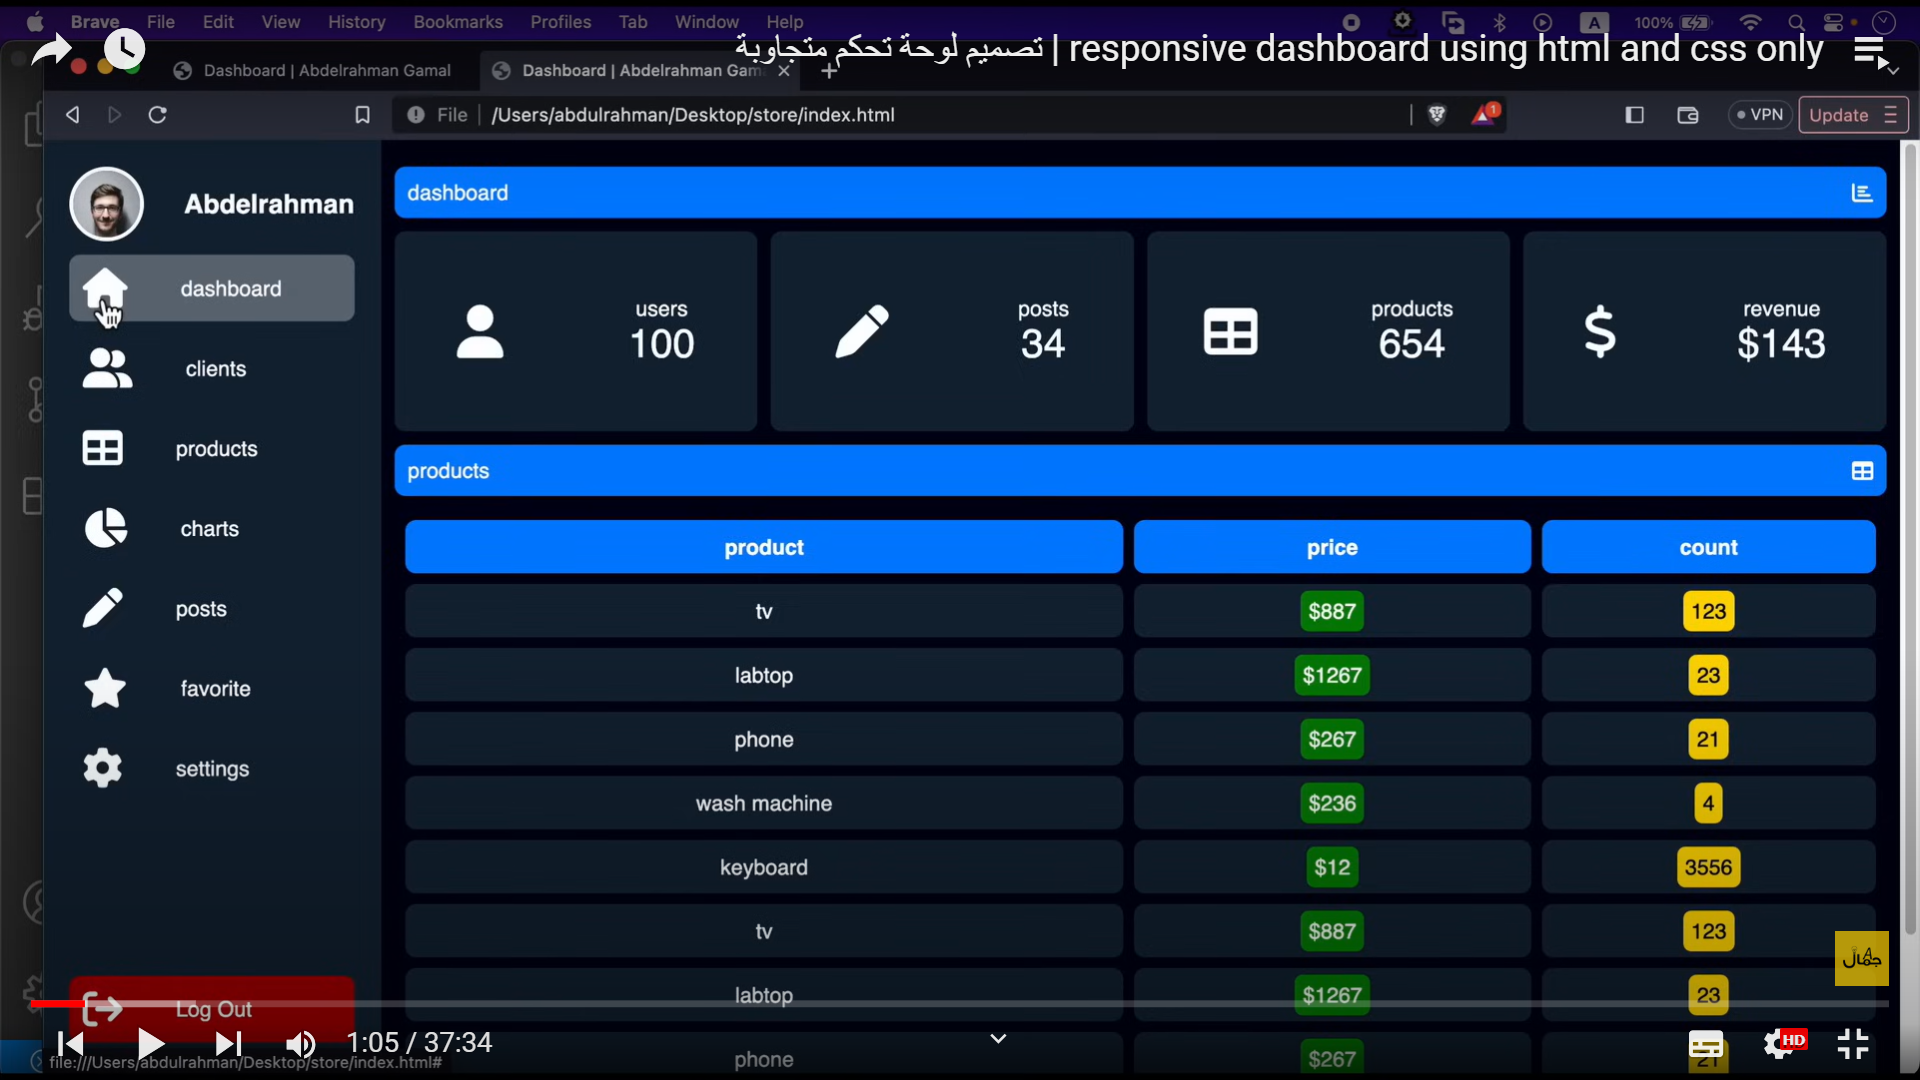 Brave File Edit View History Bookmarks Profiles Tab Window Help
A 100%
تصميم لوحة تحكم متجاوبة | responsive dashboard using html and css only
Dashboard | Abdelrahman Gamal
Dashboard | Abdelrahman Gam
File /Users/abdulrahman/Desktop/store/index.html
1
VPN
Update
Abdelrahman
dashboard
clients
products
charts
posts
favorite
settings
Log Out
dashboard
users
100
posts
34
products
654
revenue
$143
products
product price count
tv $887 123
labtop $1267 23
phone $267 21
wash machine $236 4
keyboard $12 3556
tv $887 123
labtop $1267 23
phone $267 21
جمال
1:05 / 37:34
HD
file:///Users/abdulrahman/Desktop/store/index.html#